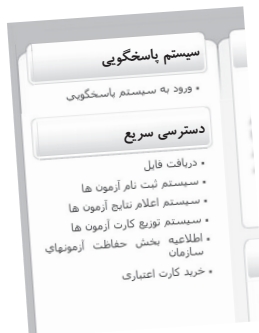 سیستم پاسخگویی
• ورود به سیستم پاسخگویی
دسترسی سریع
• دریافت فایل
• سیستم ثبت نام آزمون ها
• سیستم اعلام نتایج آزمون ها
• سیستم توزیع کارت آزمون ها
• اطلاعیه بخش حفاظت آزمونهای
سازمان
• خرید کارت اعتباری